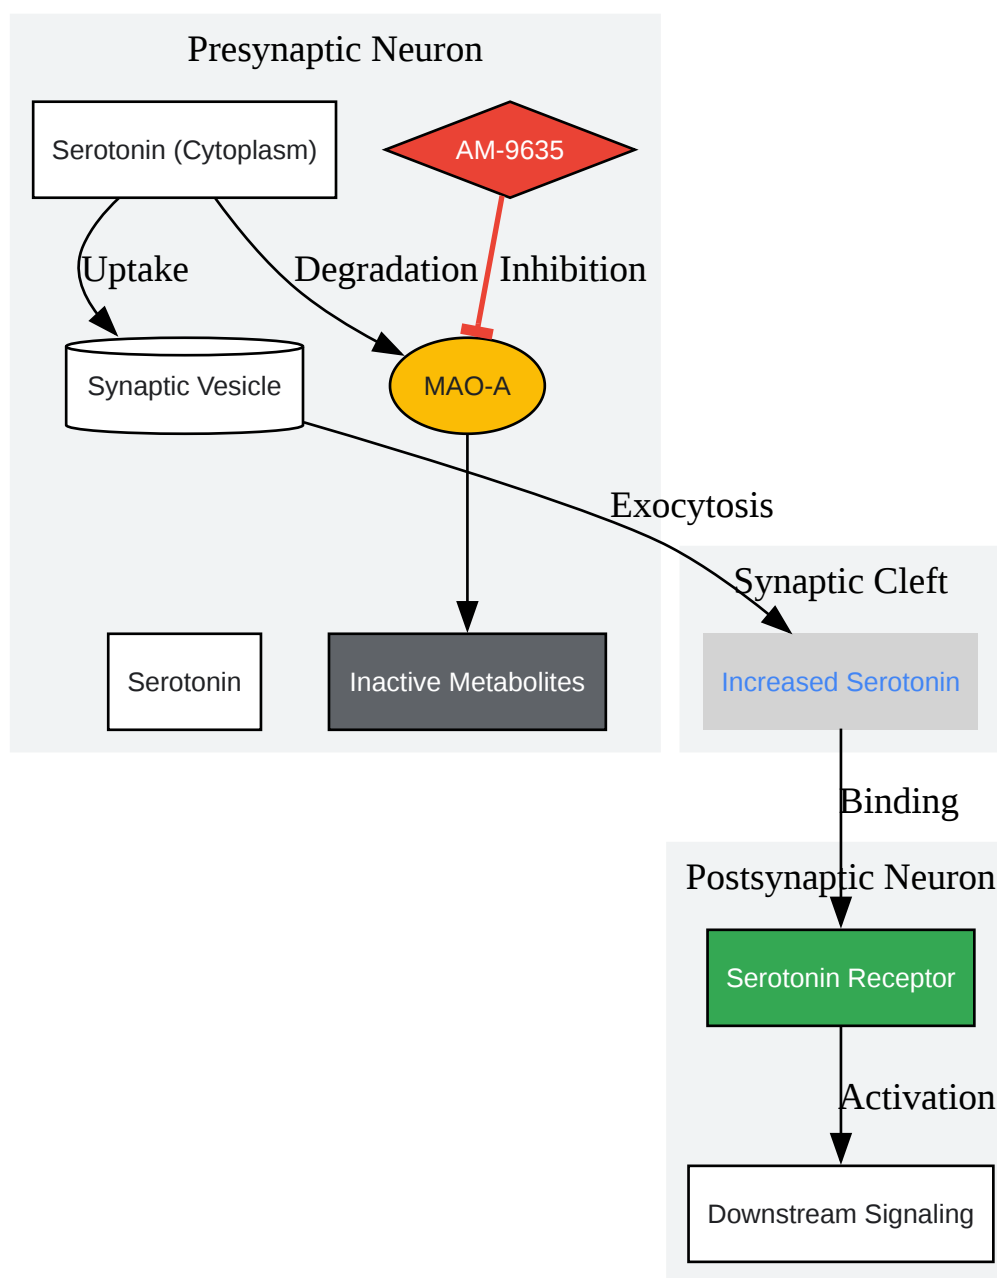 Presynaptic Neuron
Serotonin (Cytoplasm)
AM-9635
Uptake
Degradation
Inhibition
Synaptic Vesicle
MAO-A
Exocytosis
Synaptic Cleft
Serotonin
Inactive Metabolites
Increased Serotonin
Binding
Postsynaptic Neuron
Serotonin Receptor
Activation
Downstream Signaling